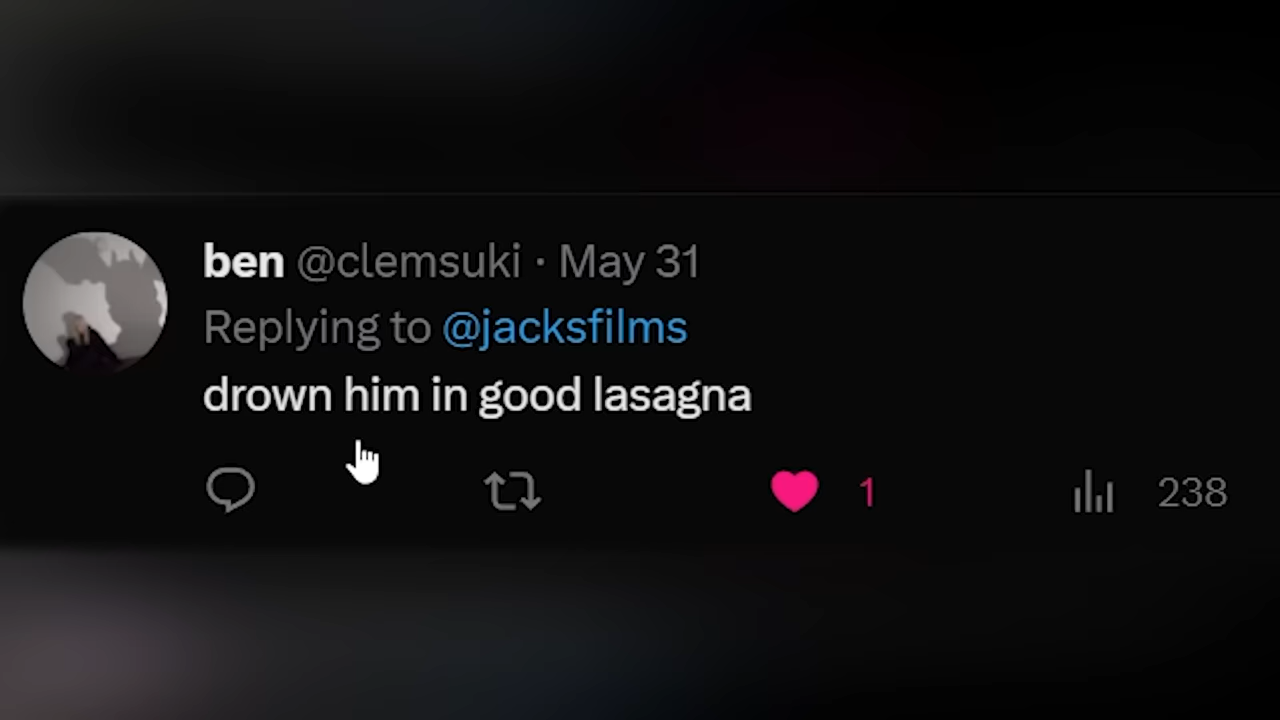 ben @clemsuki · May 31
Replying to @jacksfilms
drown him in good lasagna
1 238